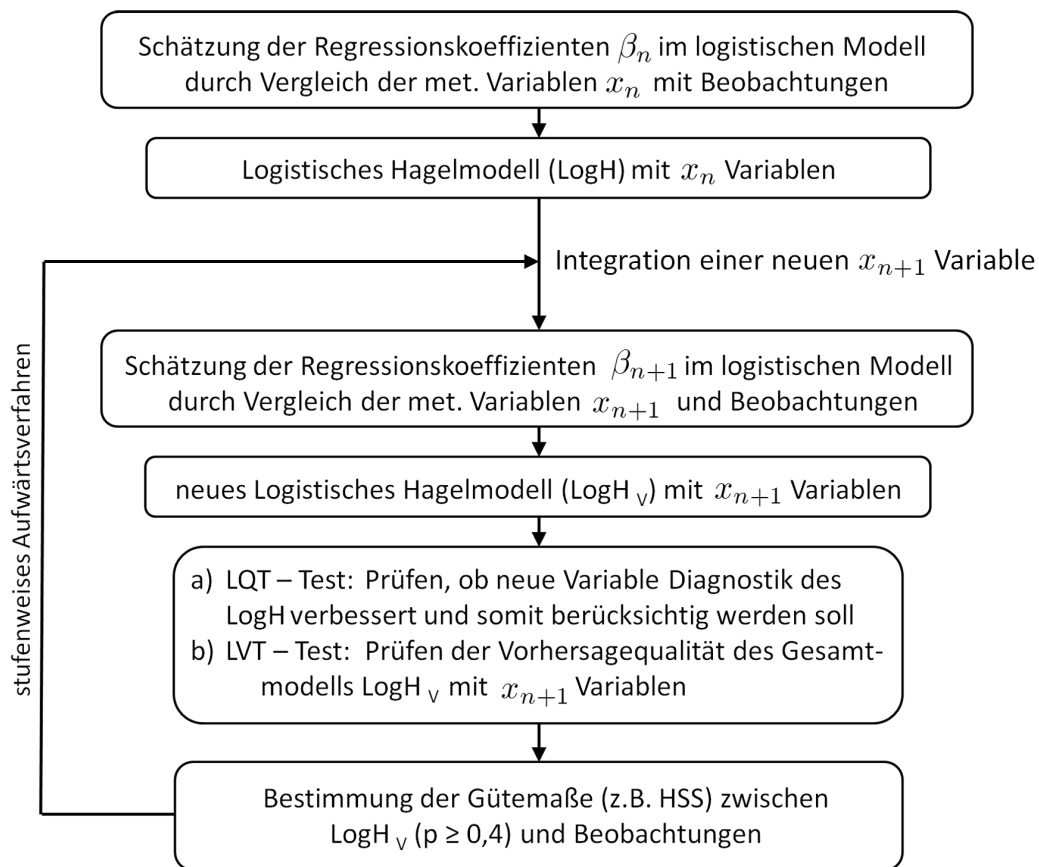 Schätzung der Regressionskoeffizienten βₙ im logistischen Modell
durch Vergleich der met. Variablen xₙ mit Beobachtungen
Logistisches Hagelmodell (LogH) mit xₙ Variablen
Integration einer neuen xₙ₊₁ Variable
stufenweises Aufwärtsverfahren
Schätzung der Regressionskoeffizienten βₙ₊₁ im logistischen Modell
durch Vergleich der met. Variablen xₙ₊₁ und Beobachtungen
neues Logistisches Hagelmodell (LogH ᵥ) mit xₙ₊₁ Variablen
a) LQT – Test: Prüfen, ob neue Variable Diagnostik des
LogH verbessert und somit berücksichtig werden soll
b) LVT – Test: Prüfen der Vorhersagequalität des Gesamt-
modells LogH ᵥ mit xₙ₊₁ Variablen
Bestimmung der Gütemaße (z.B. HSS) zwischen
LogH ᵥ (p ≥ 0,4) und Beobachtungen